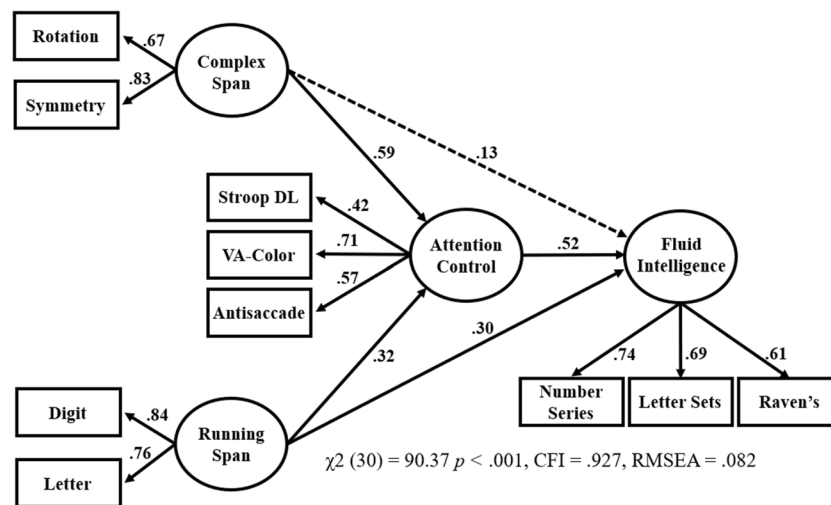 Rotation
.67
Complex
Span
.83
Symmetry
.59
.13
Stroop DL
.42
VA-Color
.71
Attention
Control
.52
Fluid
Intelligence
Antisaccade
.57
.30
.32
.74
.69
.61
Number
Series
Letter Sets
Raven's
Digit
.84
Running
Span
.76
Letter
χ2 (30) = 90.37 p < .001, CFI = .927, RMSEA = .082